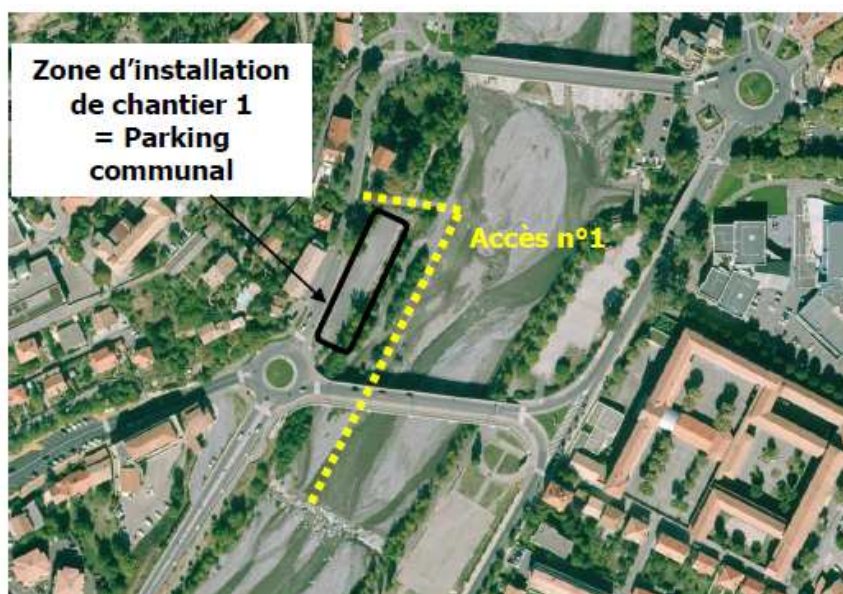 Zone d’installation
de chantier 1
= Parking
communal
Accès n°1